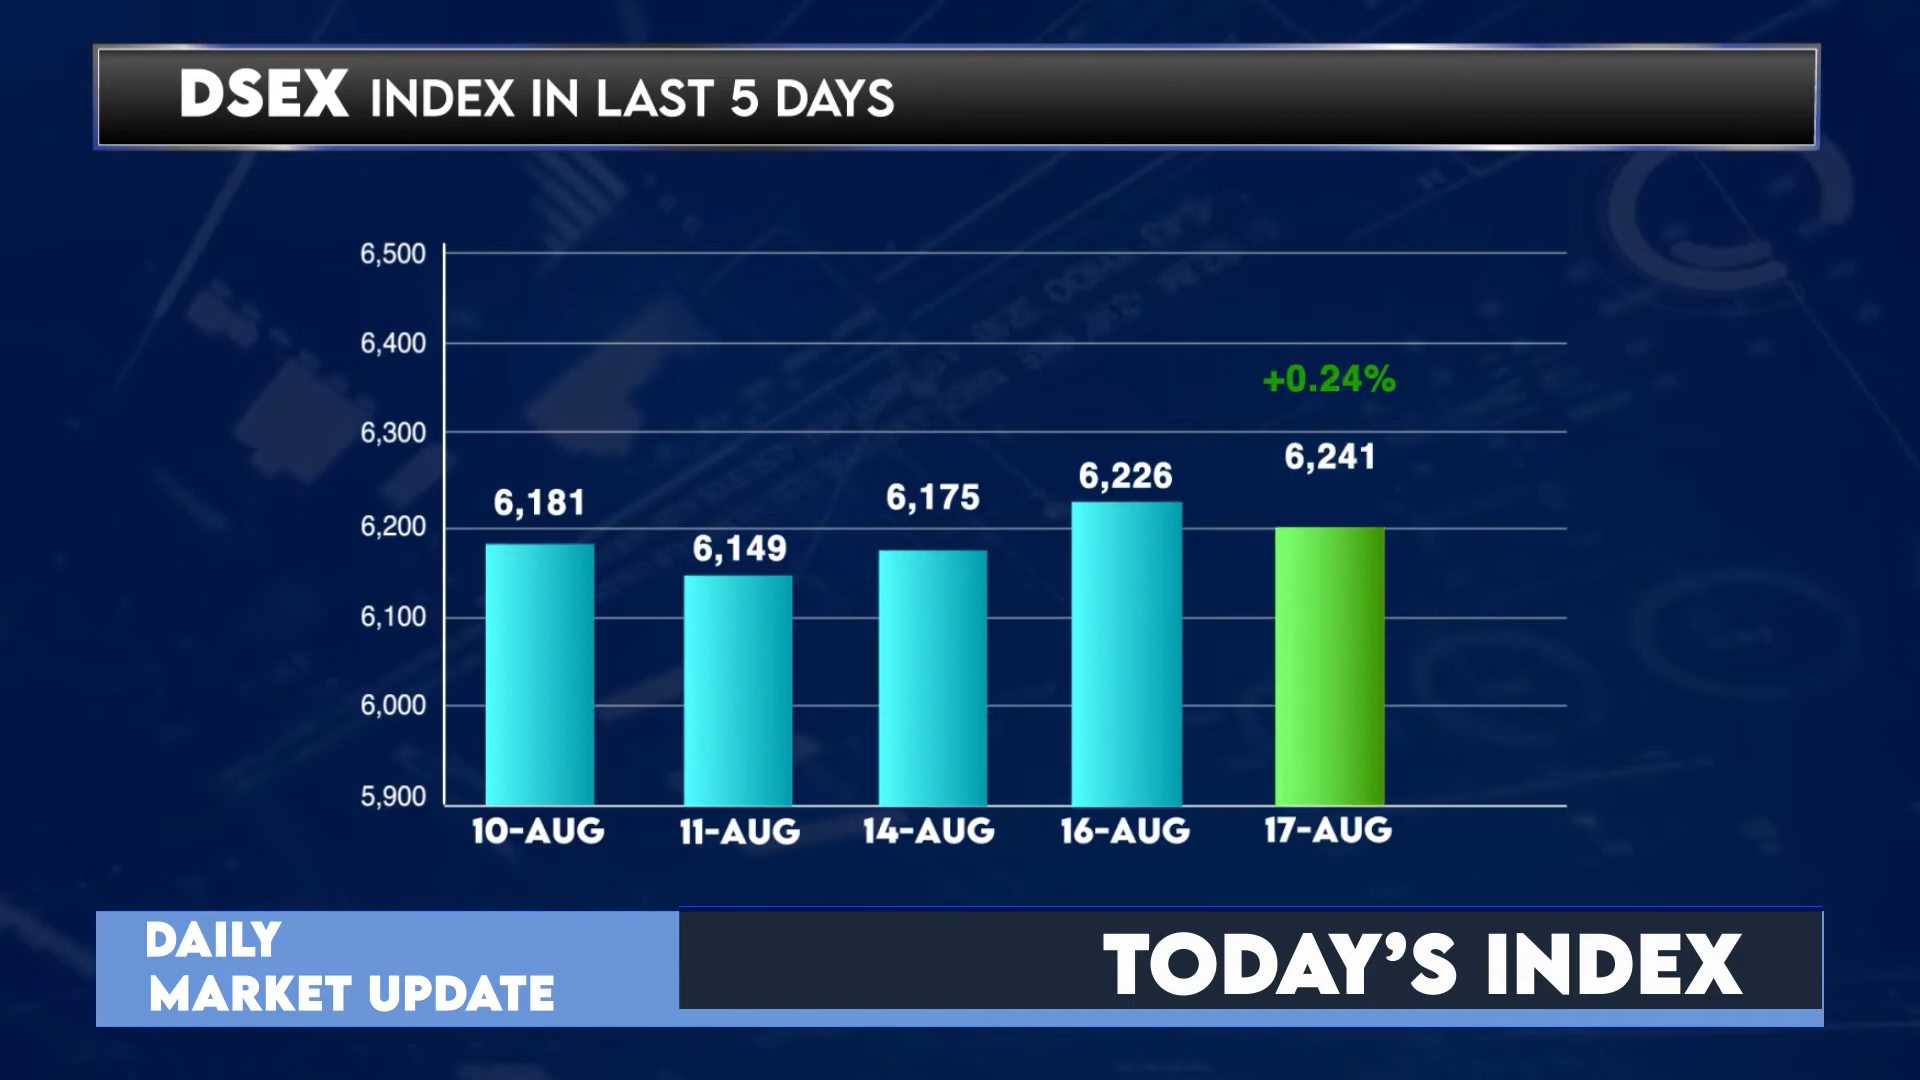 DSEX INDEX IN LAST 5 DAYS
6,500
6,400
+0.24%
6,300
6,241
6,226
6,181
6,175
6,200
6,149
6,100
6,000
5,900
10-AUG 11-AUG 14-AUG 16-AUG 17-AUG
DAILY
MARKET UPDATE
TODAY'S INDEX